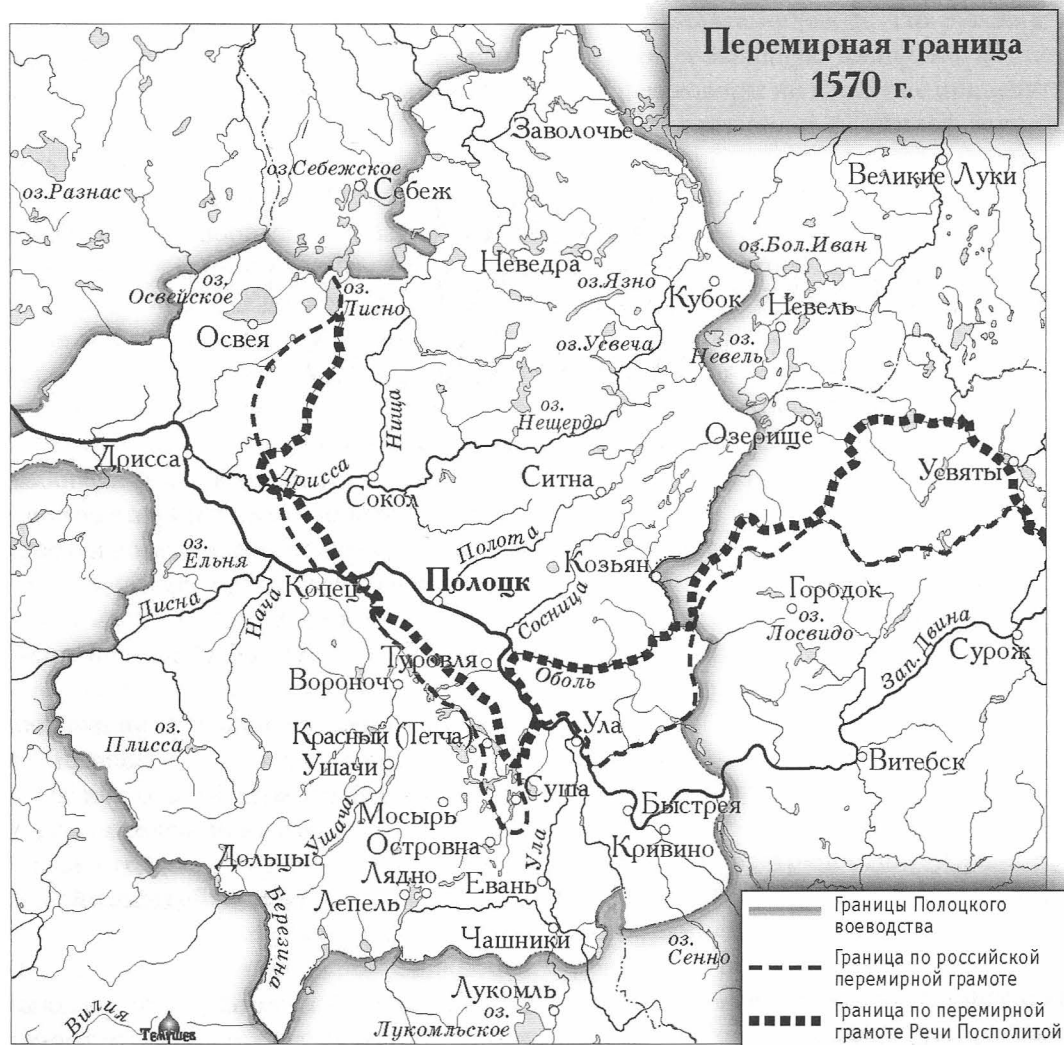 Перемирная граница
1570 г.
Заволочье
Великие Луки
оз.Разнас
оз.Себежское
Себеж
оз.Бол.Иван
Неведра
оз.Язно
Кубок
Невель
оз.
Освейское
оз.
Лисно
Освея
оз.Усвеча
оз.
Невель
Нища
оз.
Нещердо
Озерище
Дрисса
Дрисса
Сокол
Ситна
Усвяты
оз.
Ельня
Полота
Козьян
Дисна
Нача
Копец
Полоцк
Сосница
Городок
оз.
Лосвидо
Зап. Двина
Сурож
Туровля
Оболь
Вороноч
оз.
Плисса
Красный (Тетча)
Ула
Ушачи
Витебск
Суша
Ушача
Мосырь
Быстрея
Островна
Ула
Кривино
Дольцы
Лядно
Евань
Березина
Лепель
Чашники
оз.
Сенно
Лукомль
оз.
Лукомльское
Вилия
Темушев
Границы Полоцкого
воеводства
Граница по российской
перемирной грамоте
Граница по перемирной
грамоте Речи Посполитой